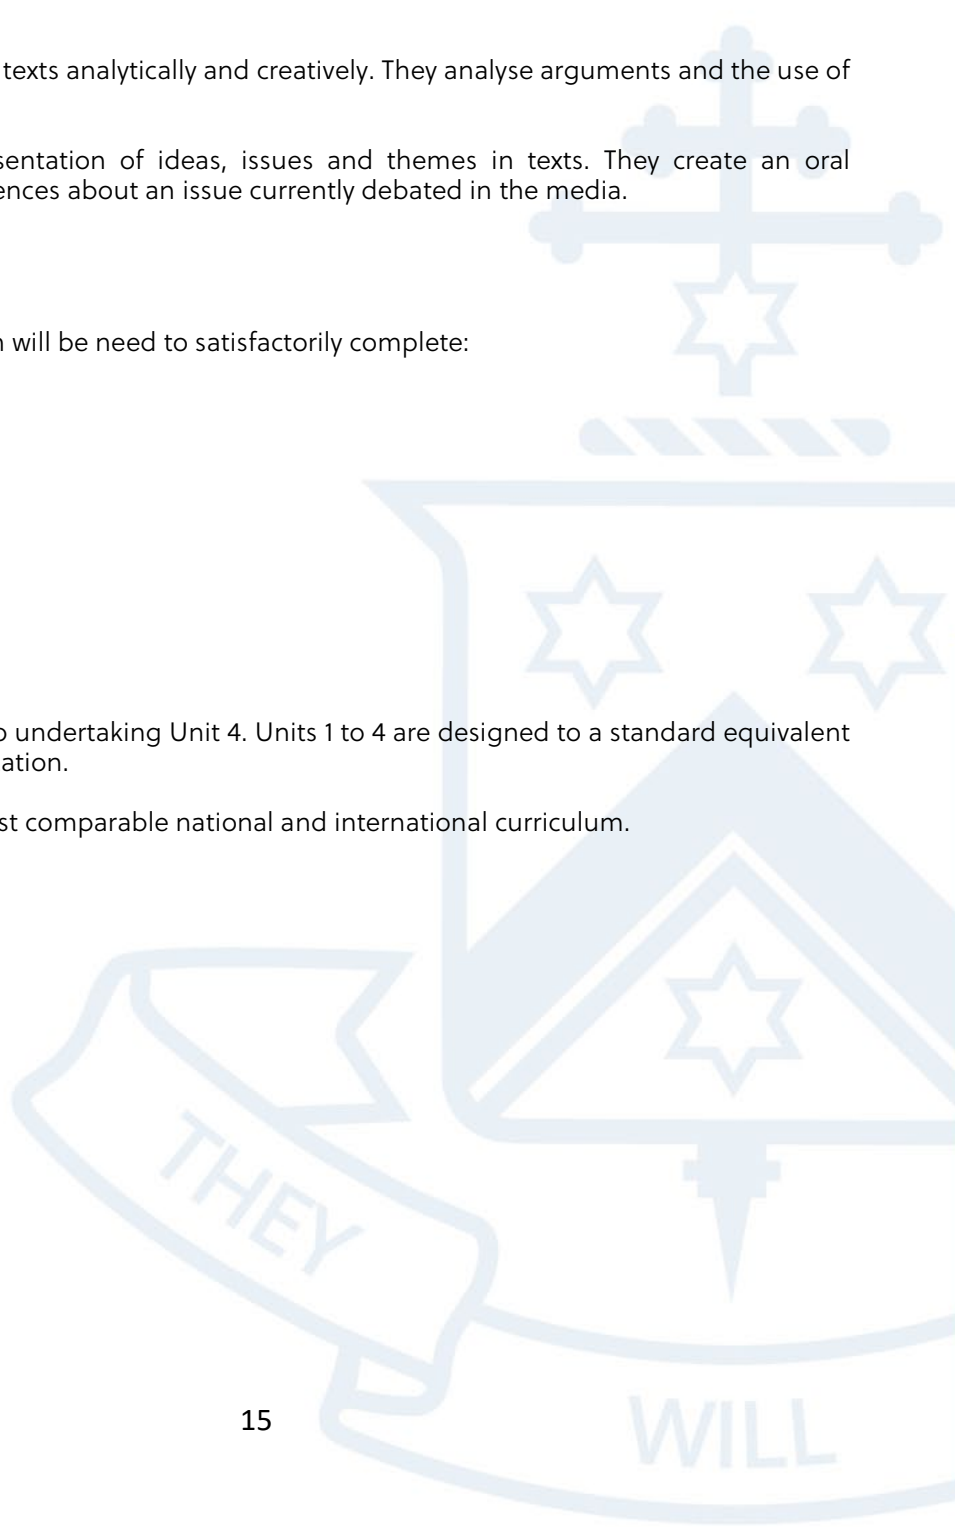 texts analytically and creatively. They analyse arguments and the use of
sentation of ideas, issues and themes in texts. They create an oral
ences about an issue currently debated in the media.
will be need to satisfactorily complete:
undertaking Unit 4. Units 1 to 4 are designed to a standard equivalent
ation.
st comparable national and international curriculum.
THEY
15
WILL